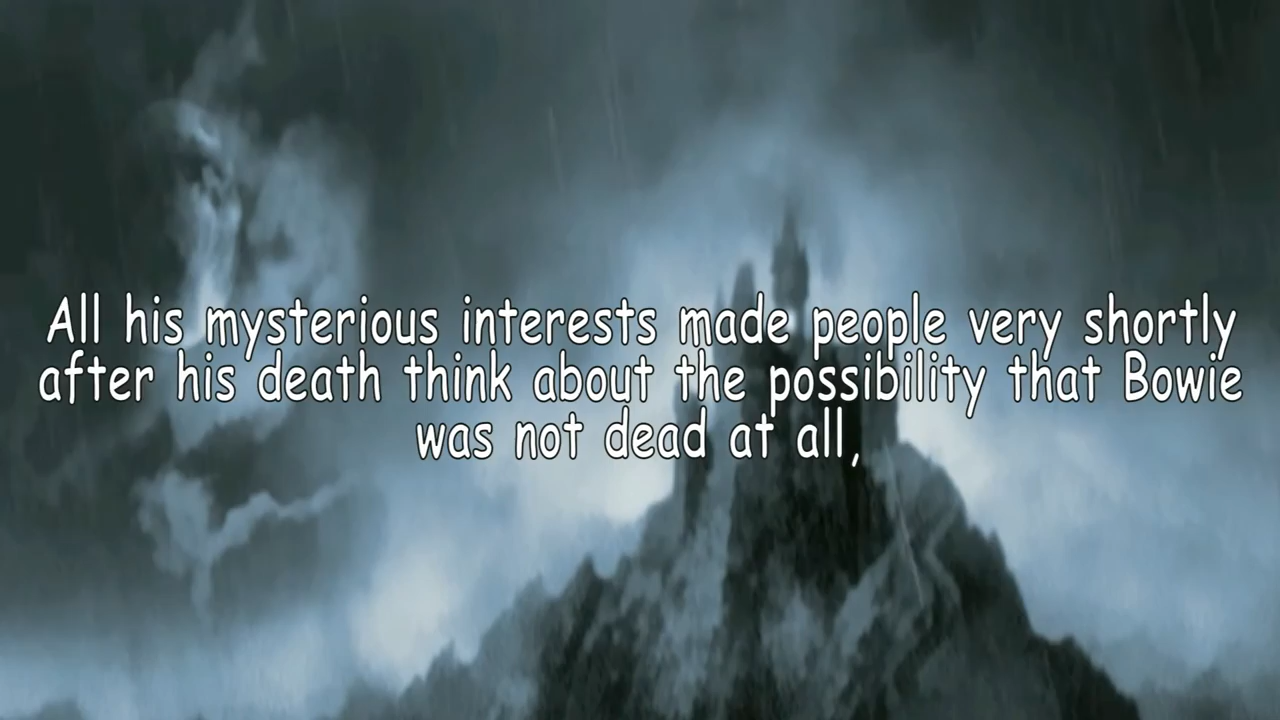 All his mysterious interests made people very shortly
after his death think about the possibility that Bowie
was not dead at all,